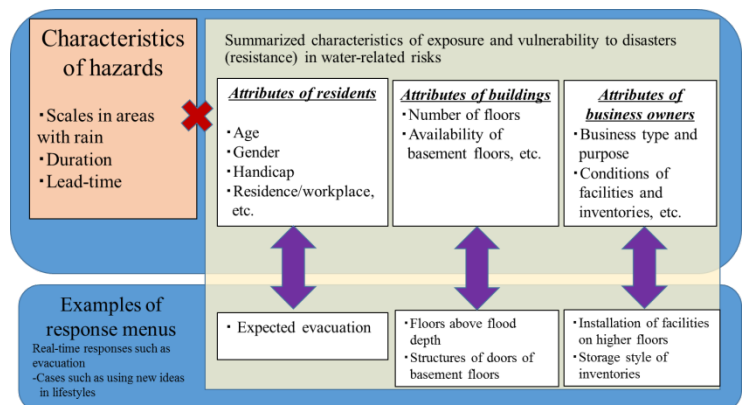 Characteristics
of hazards
・Scales in areas
with rain
・Duration
・Lead-time
Summarized characteristics of exposure and vulnerability to disasters
(resistance) in water-related risks
Attributes of residents
・Age
・Gender
・Handicap
・Residence/workplace,
etc.
Attributes of buildings
・Number of floors
・Availability of
basement floors, etc.
Attributes of
business owners
・Business type and
purpose
・Conditions of
facilities and
inventories, etc.
Examples of
response menus
Real-time responses such as
evacuation
-Cases such as using new ideas
in lifestyles
・Expected evacuation
・Floors above flood
depth
・Structures of doors of
basement floors
・Installation of facilities
on higher floors
・Storage style of
inventories